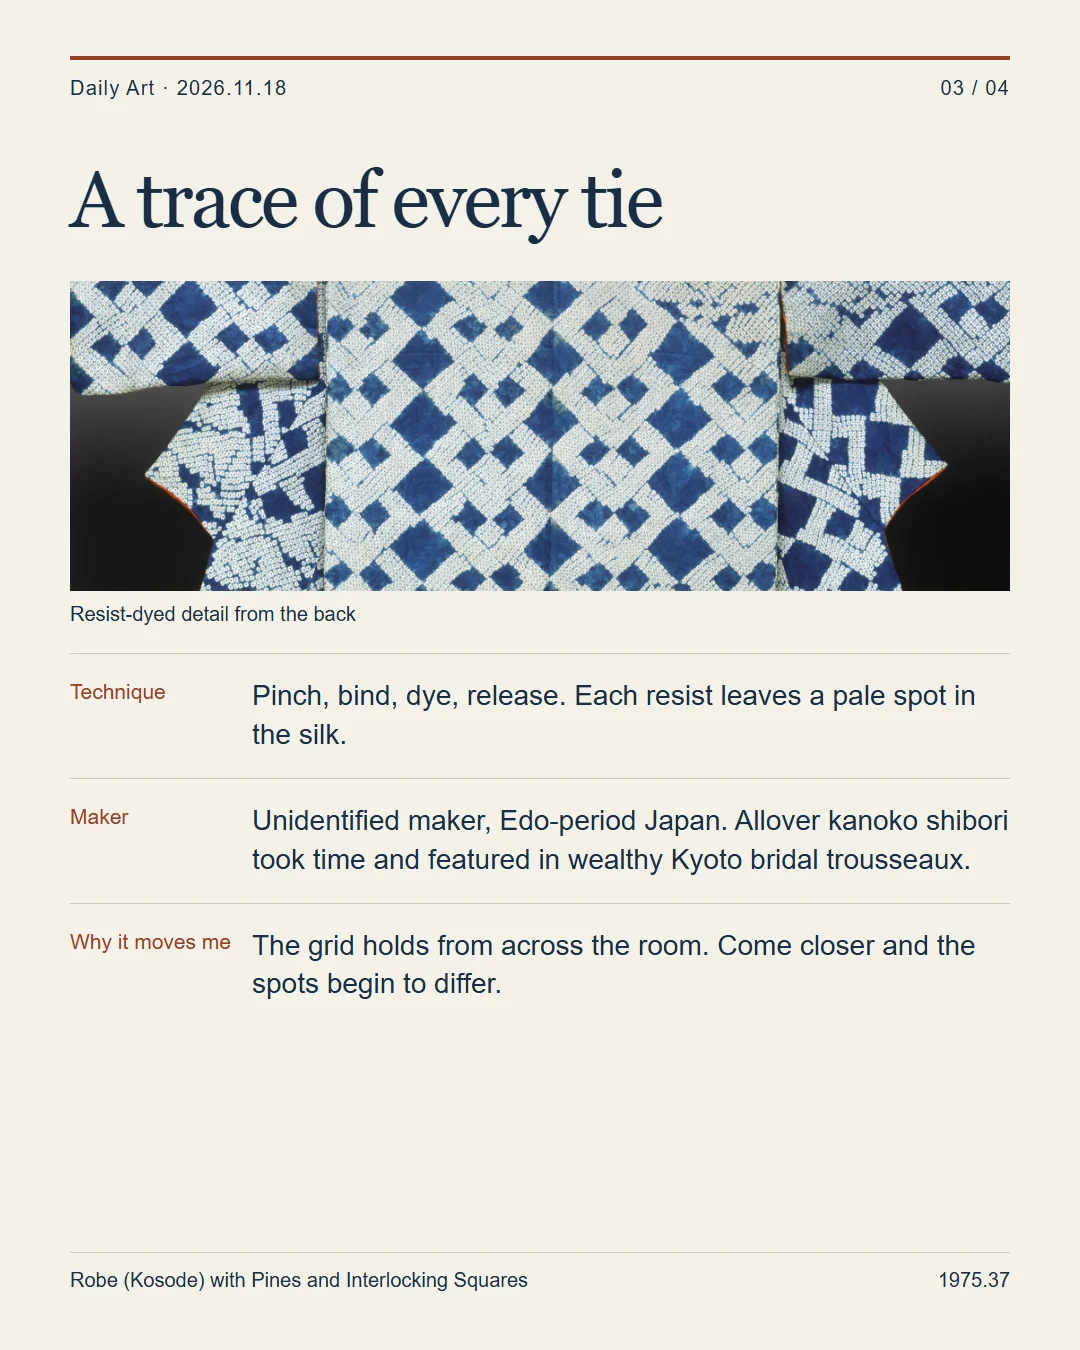 Daily Art · 2026.11.18
03 / 04
A trace of every tie
Resist-dyed detail from the back
Technique
Pinch, bind, dye, release. Each resist leaves a pale spot in
the silk.
Maker
Unidentified maker, Edo-period Japan. Allover kanoko shibori
took time and featured in wealthy Kyoto bridal trousseaux.
Why it moves me
The grid holds from across the room. Come closer and the
spots begin to differ.
Robe (Kosode) with Pines and Interlocking Squares
1975.37